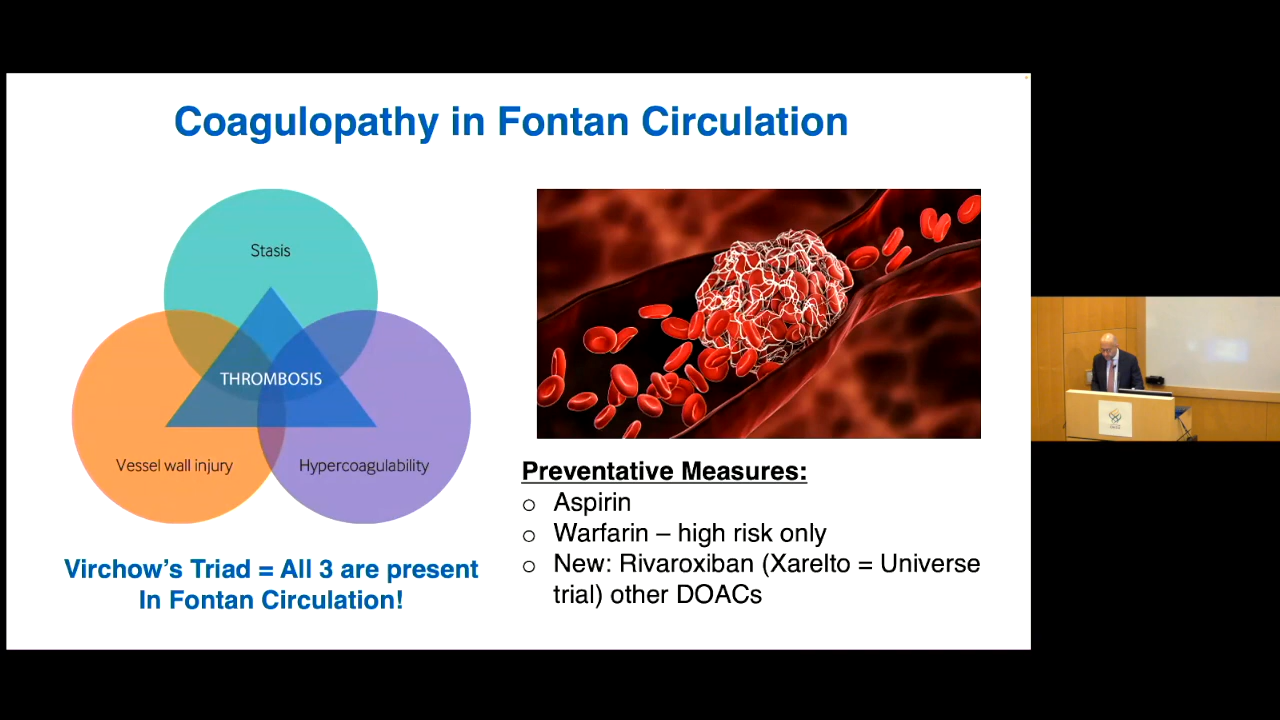 Coagulopathy in Fontan Circulation
Stasis
THROMBOSIS
Vessel wall injury
Hypercoagulability
Virchow's Triad = All 3 are present
In Fontan Circulation!
Preventative Measures:
o Aspirin
o Warfarin – high risk only
o New: Rivaroxiban (Xarelto = Universe
trial) other DOACs